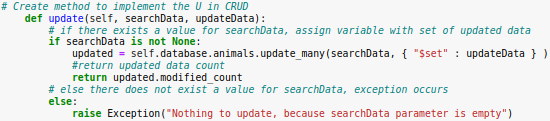 # Create method to implement the U in CRUD
def update(self, searchData, updateData):
# if there exists a value for searchData, assign variable with set of updated data
if searchData is not None:
updated = self.database.animals.update_many(searchData, { "$set" : updateData } )
#return updated data count
return updated.modified_count
# else there does not exist a value for searchData, exception occurs
else:
raise Exception("Nothing to update, because searchData parameter is empty")